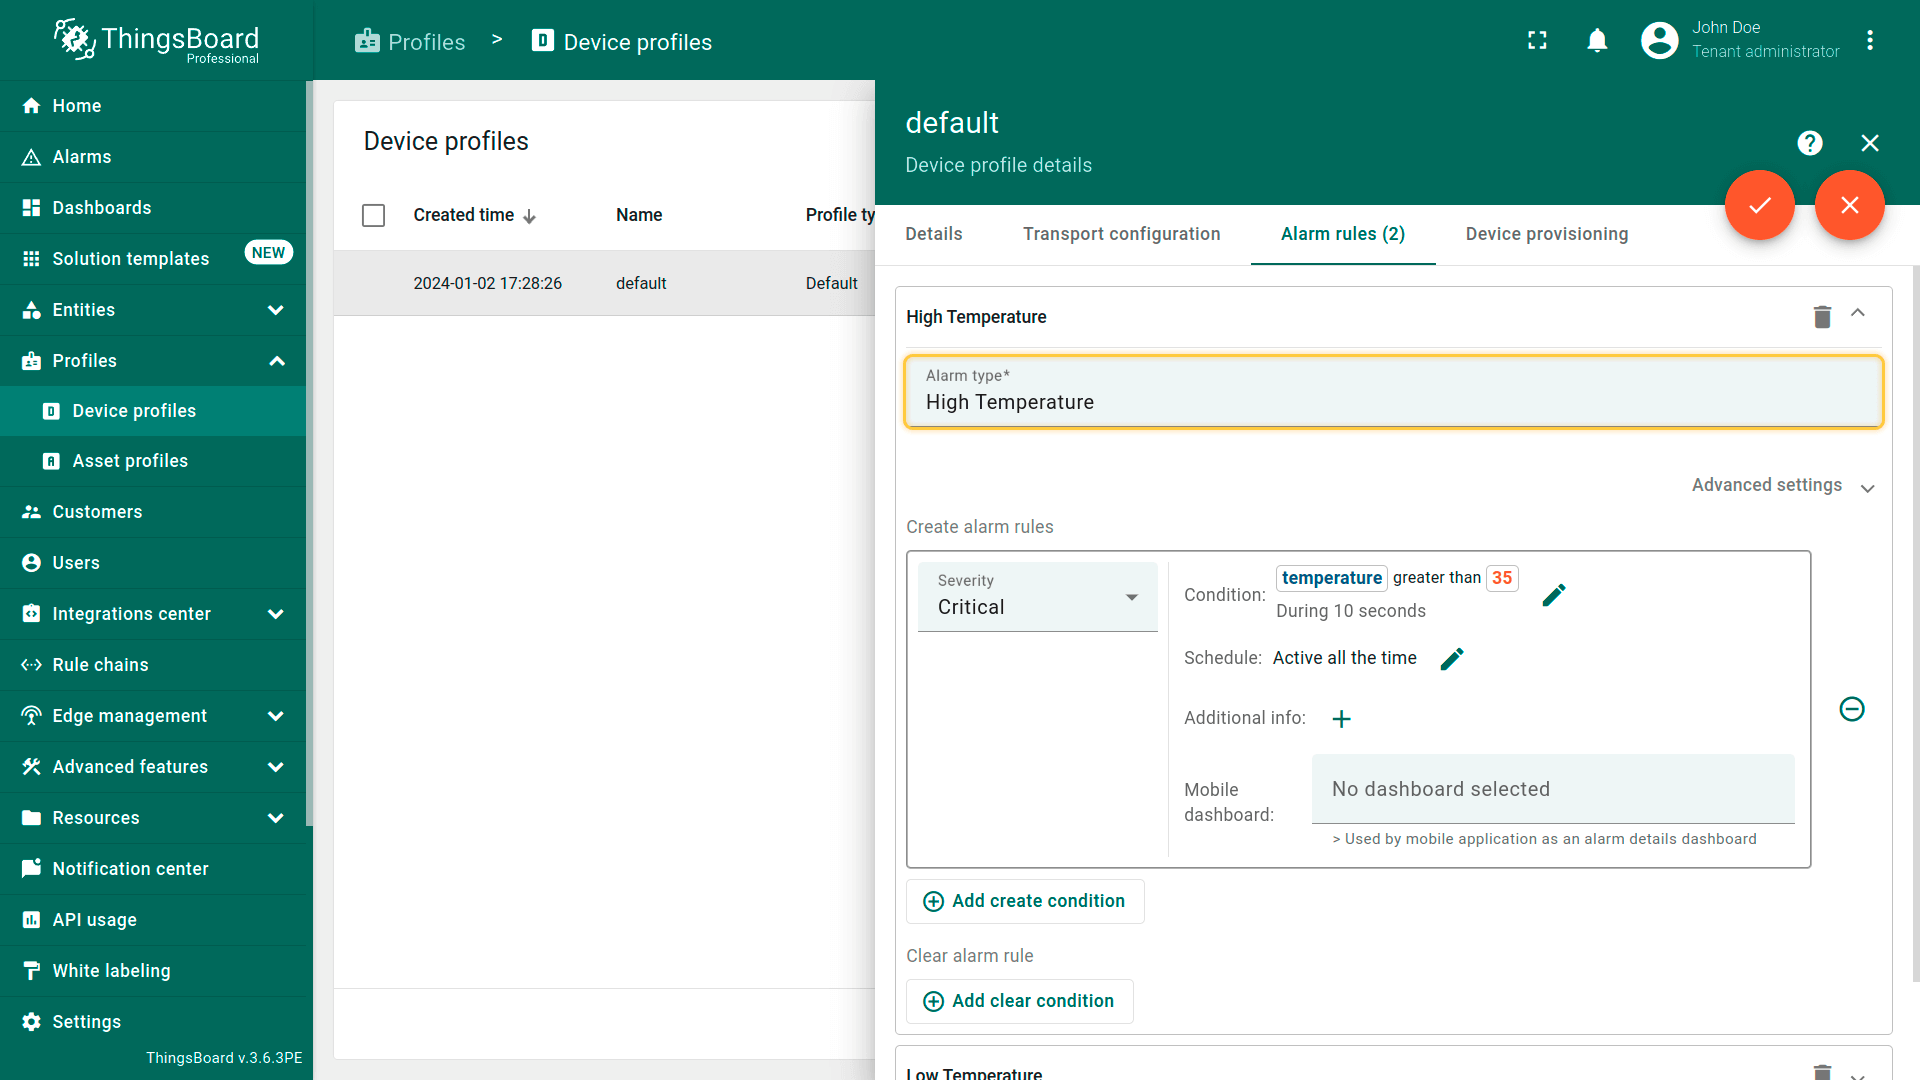 ThingsBoard
Professional
Profiles > Device profiles
John Doe
Tenant administrator
Home
Alarms
Dashboards
Solution templates NEW
Entities
Profiles
Device profiles
Asset profiles
Customers
Users
Integrations center
Rule chains
Edge management
Advanced features
Resources
Notification center
API usage
White labeling
Settings
ThingsBoard v.3.6.3PE
Device profiles
Created time Name Profile ty
2024-01-02 17:28:26 default Default
default
Device profile details
Details Transport configuration Alarm rules (2) Device provisioning
High Temperature
Alarm type*
High Temperature
Advanced settings
Create alarm rules
Severity
Critical
Condition: temperature greater than 35
During 10 seconds
Schedule: Active all the time
Additional info:
Mobile dashboard:
No dashboard selected
> Used by mobile application as an alarm details dashboard
Add create condition
Clear alarm rule
Add clear condition
Low Temperature